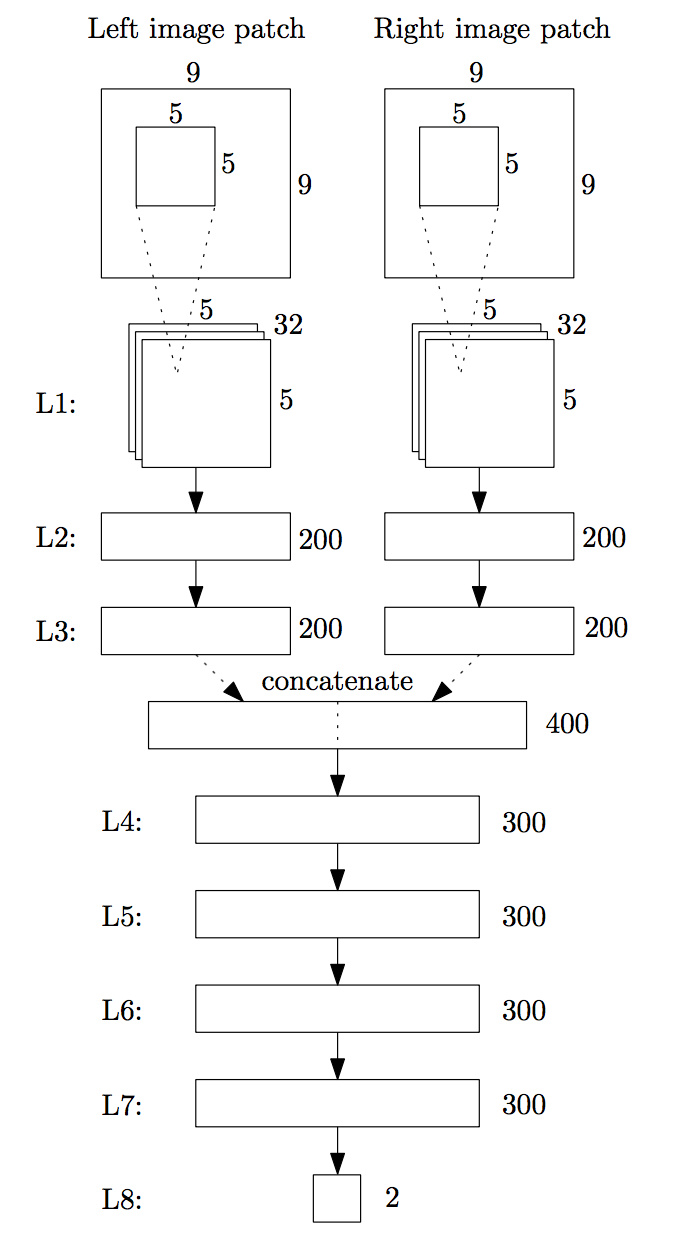 Left image patch Right image patch
9 9
5 5
5 5
9 9
5 5
32 32
L1: 5 5
L2: 200 200
L3: 200 200
concatenate
400
L4: 300
L5: 300
L6: 300
L7: 300
L8: 2